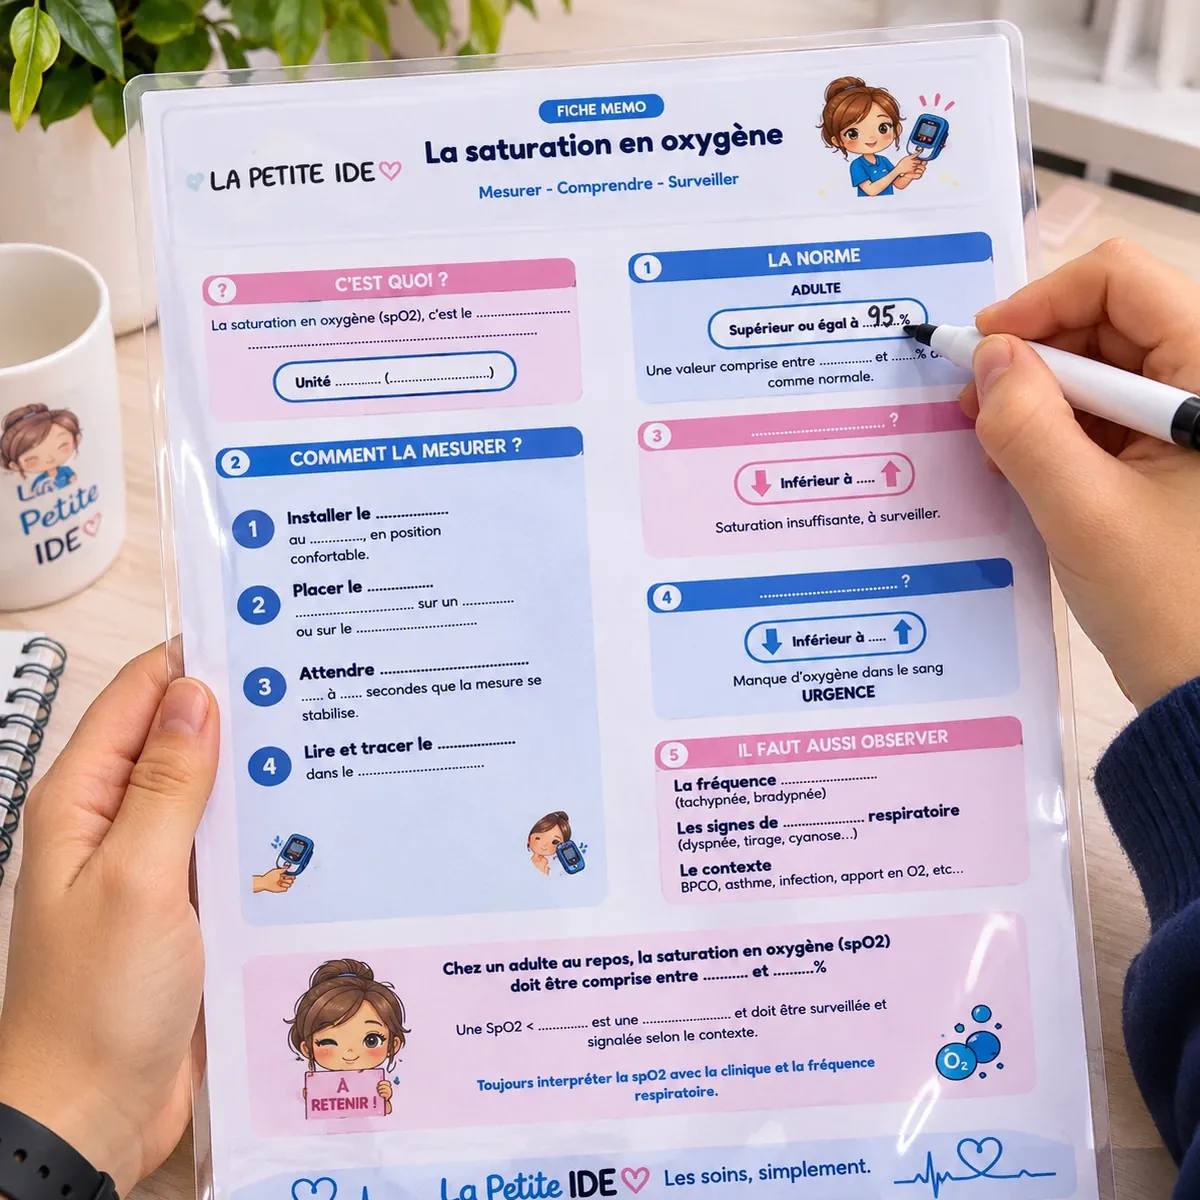 FICHE MEMO
La saturation en oxygène
Mesurer - Comprendre - Surveiller
LA PETITE IDE
? C'EST QUOI ?
La saturation en oxygène (spO2), c'est le ........................
..........................................................................
Unité ............ (..........................)
1 LA NORME
ADULTE
Supérieur ou égal à ..95..%
Une valeur comprise entre ............. et ......%
comme normale.
2 COMMENT LA MESURER ?
1 Installer le ...................
au ............., en position
confortable.
2 Placer le .................
.............................. sur un .............
ou sur le ...............................
3 Attendre .....................................
...... à ...... secondes que la mesure se
stabilise.
4 Lire et tracer le ....................
dans le ................................
3 ................................. ?
Inférieur à .....
Saturation insuffisante, à surveiller.
4 ................................. ?
Inférieur à .....
Manque d'oxygène dans le sang
URGENCE
5 IL FAUT AUSSI OBSERVER
La fréquence .........................
(tachypnée, bradypnée)
Les signes de ..................... respiratoire
(dyspnée, tirage, cyanose...)
Le contexte
BPCO, asthme, infection, apport en O2, etc...
Chez un adulte au repos, la saturation en oxygène (spO2)
doit être comprise entre ........... et ..........%
Une SpO2 < ............. est une ....................... et doit être surveillée et
signalée selon le contexte.
Toujours interpréter la spO2 avec la clinique et la fréquence
respiratoire.
À
RETENIR !
O2
La Petite IDE Les soins, simplement.
Petite
IDE